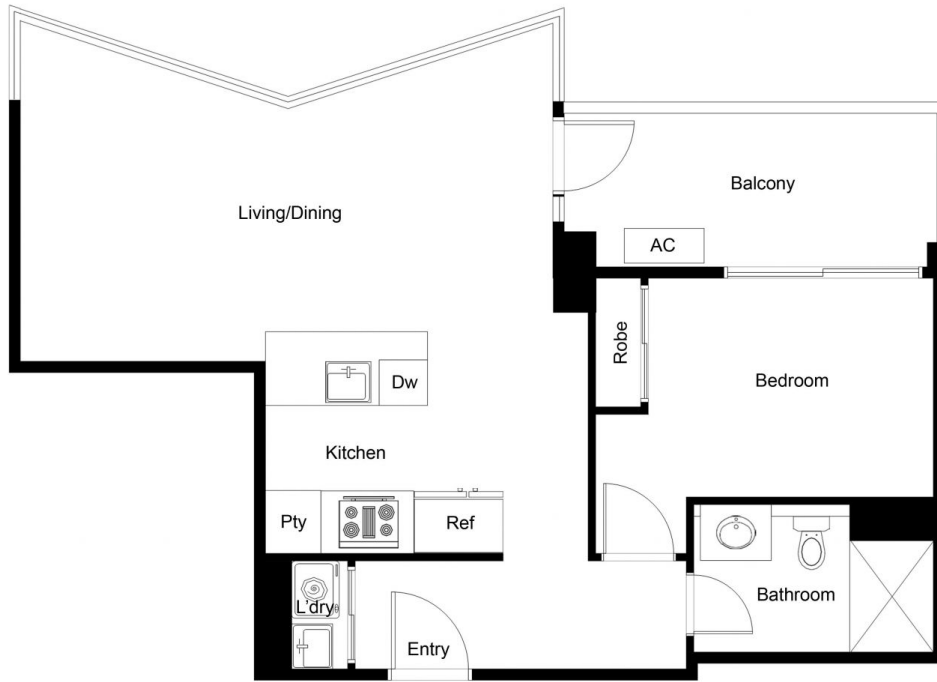 Balcony
Living/Dining
AC
Robe
Dw
Bedroom
Kitchen
Pty
Ref
Bathroom
L'dry
Entry